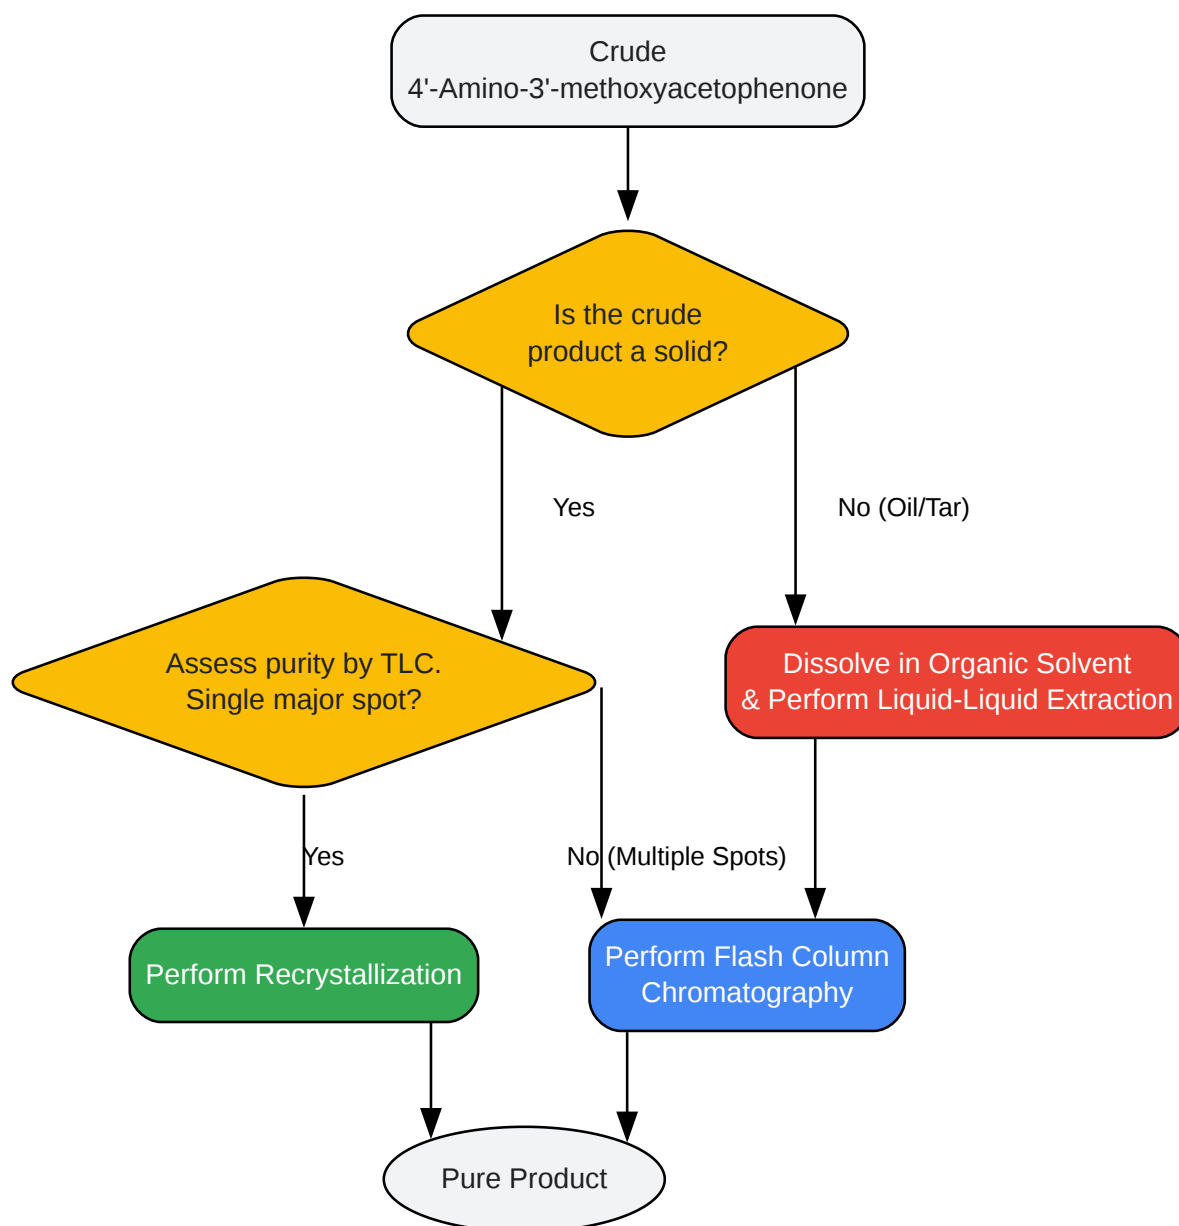 Crude
4'-Amino-3'-methoxyacetophenone
Is the crude
product a solid?
Yes
No (Oil/Tar)
Assess purity by TLC.
Single major spot?
Dissolve in Organic Solvent
& Perform Liquid-Liquid Extraction
Yes
No (Multiple Spots)
Perform Recrystallization
Perform Flash Column
Chromatography
Pure Product